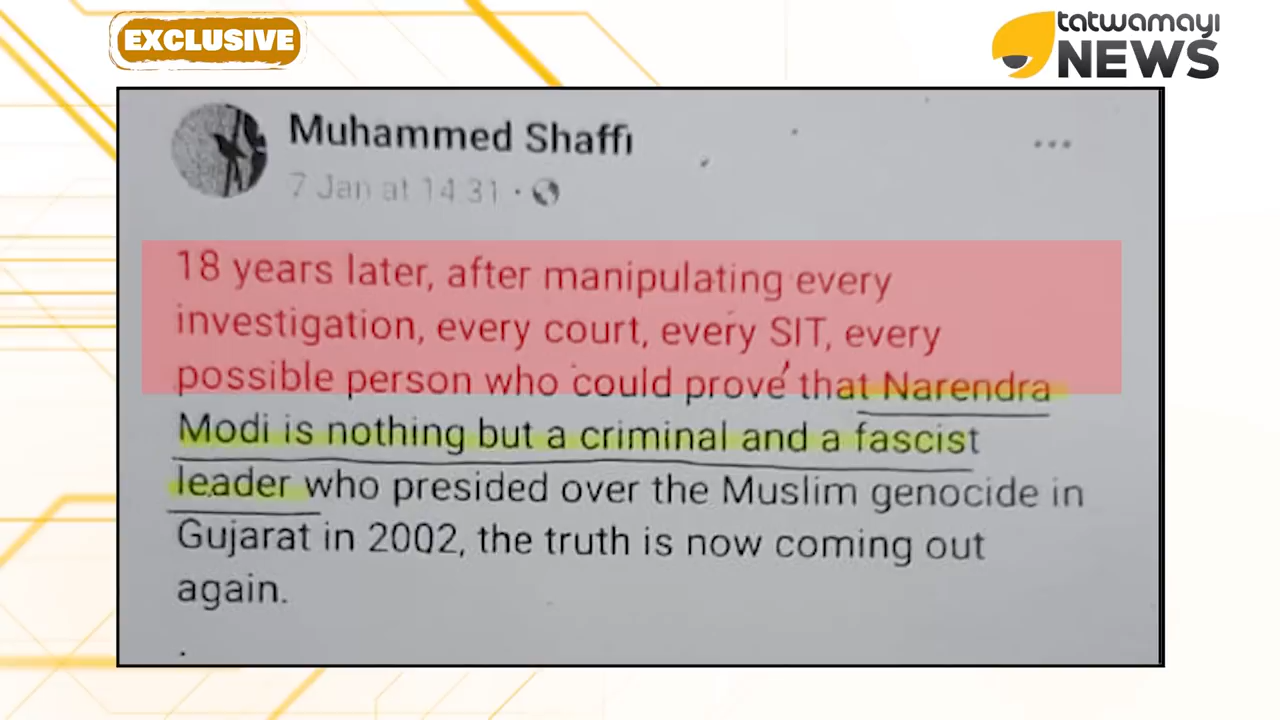 EXCLUSIVE
tatwamayi
NEWS
Muhammed Shaffi
7 Jan at 14 31 ·
18 years later, after manipulating every
investigation, every court, every SIT, every
possible person who could prove that Narendra
Modi is nothing but a criminal and a fascist
leader who presided over the Muslim genocide in
Gujarat in 2002, the truth is now coming out
again.
.